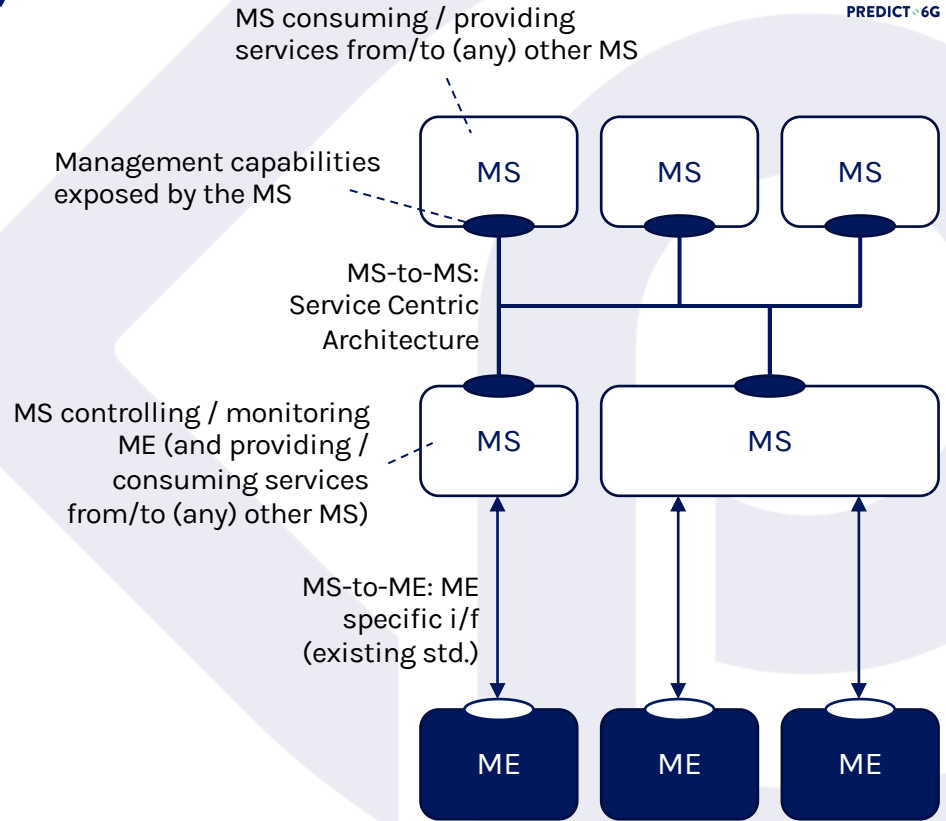 MS consuming / providing
services from/to (any) other MS
PREDICT 6G
Management capabilities
exposed by the MS
MS
MS
MS
MS-to-MS:
Service Centric
Architecture
MS controlling / monitoring
ME (and providing /
consuming services
from/to (any) other MS)
MS
MS
MS-to-ME: ME
specific i/f
(existing std.)
ME
ME
ME